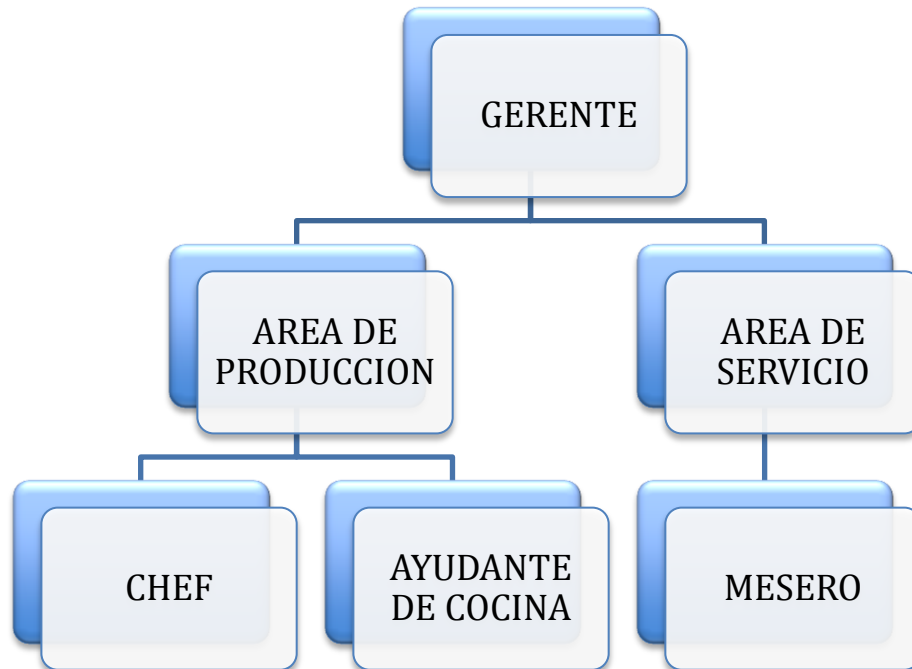 GERENTE
AREA DE
PRODUCCION
AREA DE
SERVICIO
CHEF
AYUDANTE
DE COCINA
MESERO